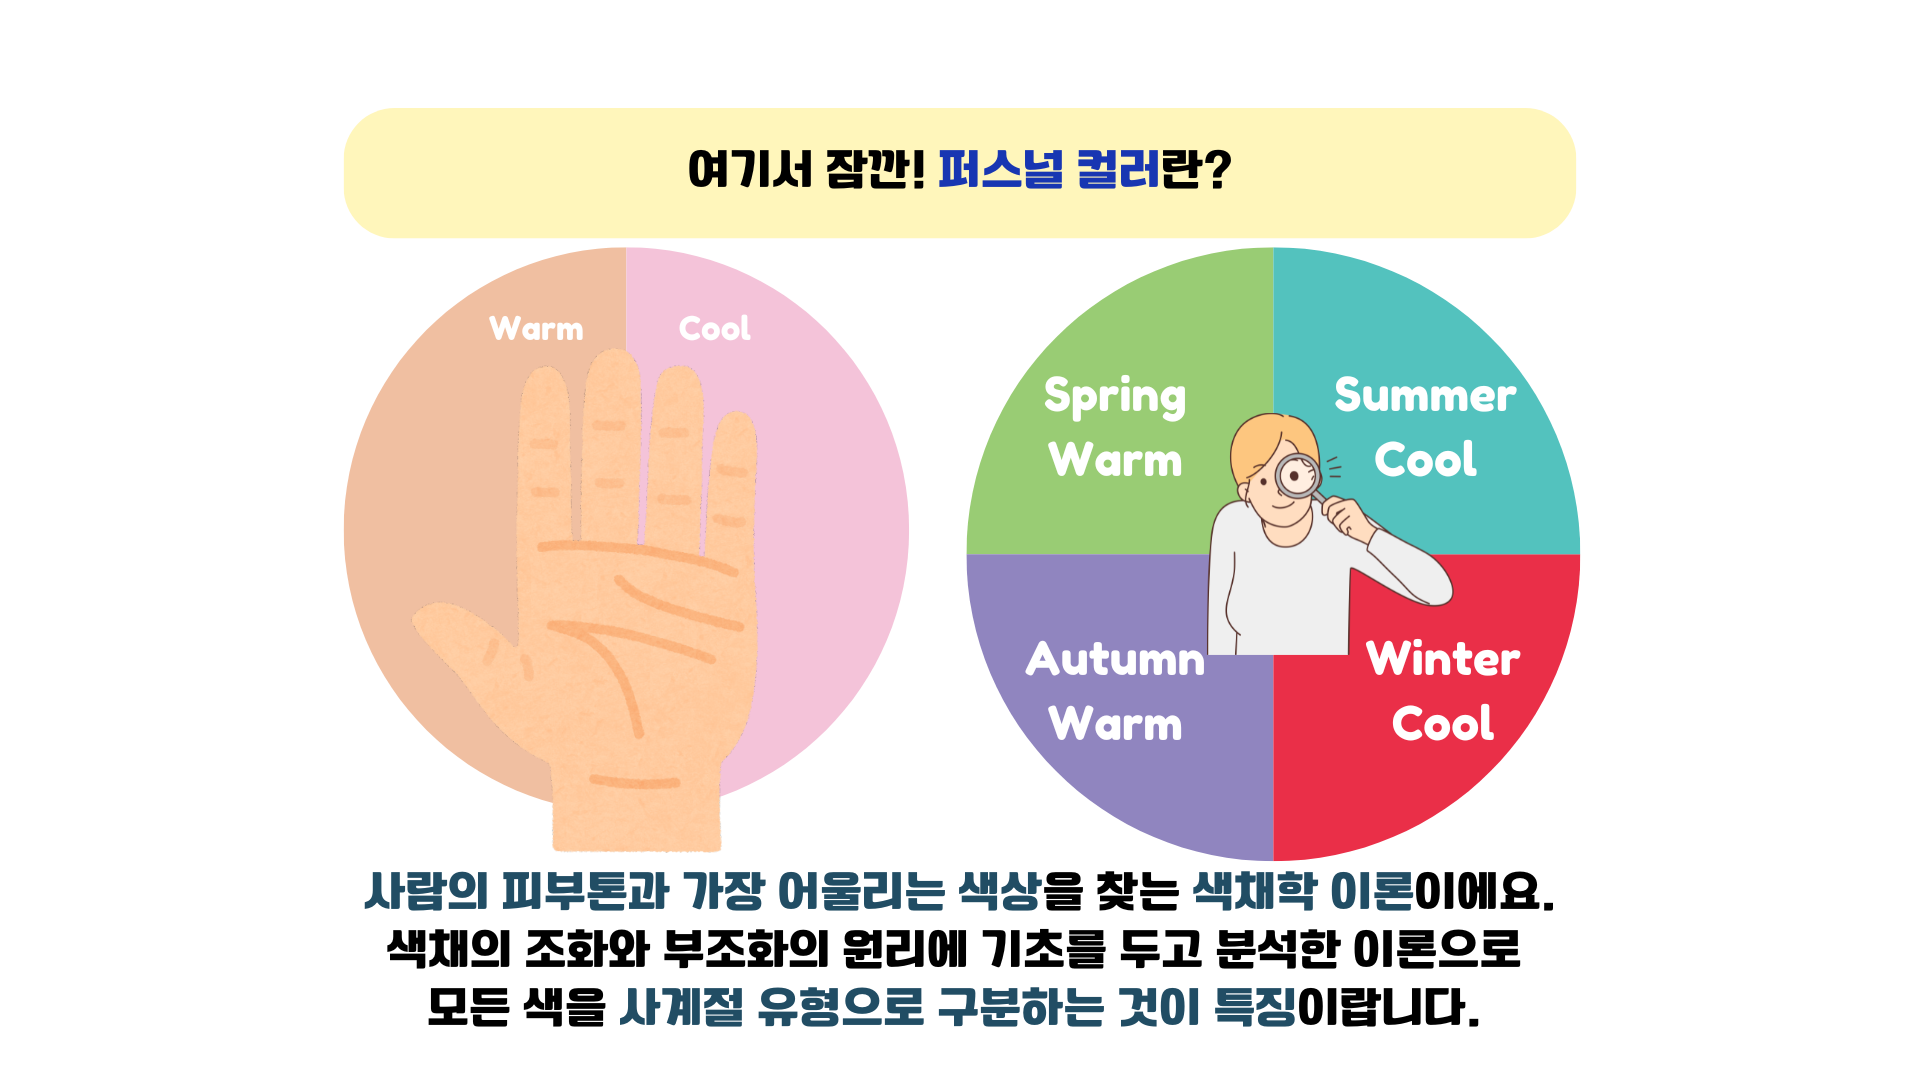 여기서 잠깐! 퍼스널 컬러란?
Warm
Cool
Spring
Warm
Summer
Cool
Autumn
Warm
Winter
Cool
사람의 피부톤과 가장 어울리는 색상을 찾는 색채학 이론이에요.
색채의 조화와 부조화의 원리에 기초를 두고 분석한 이론으로
모든 색을 사계절 유형으로 구분하는 것이 특징이랍니다.